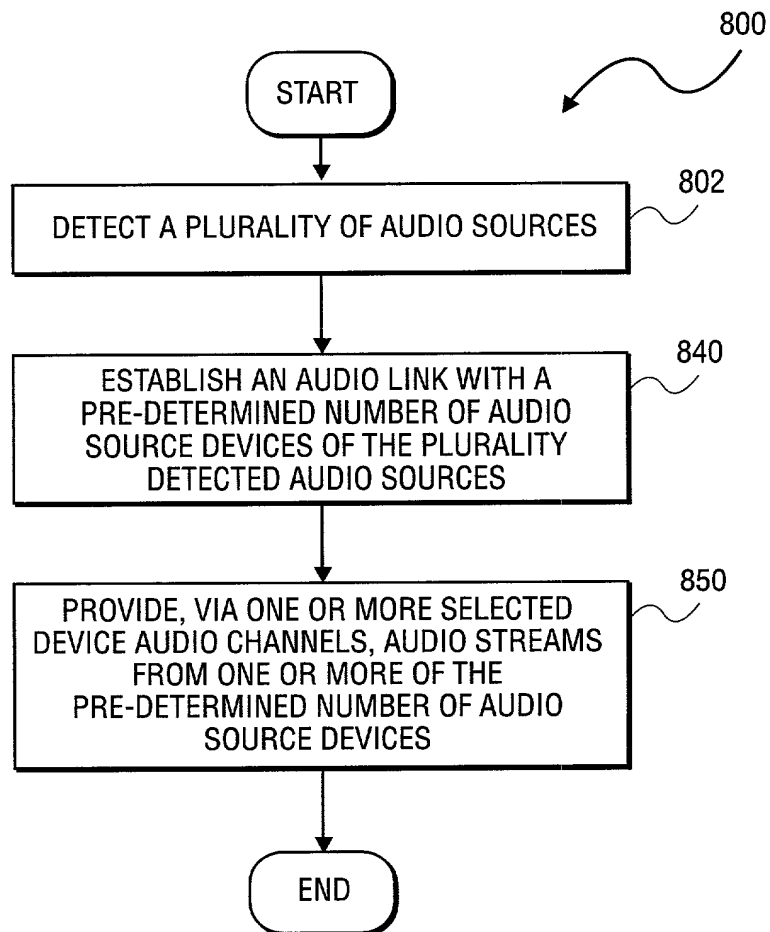 800
START
802
DETECT A PLURALITY OF AUDIO SOURCES
840
ESTABLISH AN AUDIO LINK WITH A
PRE-DETERMINED NUMBER OF AUDIO
SOURCE DEVICES OF THE PLURALITY
DETECTED AUDIO SOURCES
850
PROVIDE, VIA ONE OR MORE SELECTED
DEVICE AUDIO CHANNELS, AUDIO STREAMS
FROM ONE OR MORE OF THE
PRE-DETERMINED NUMBER OF AUDIO
SOURCE DEVICES
END